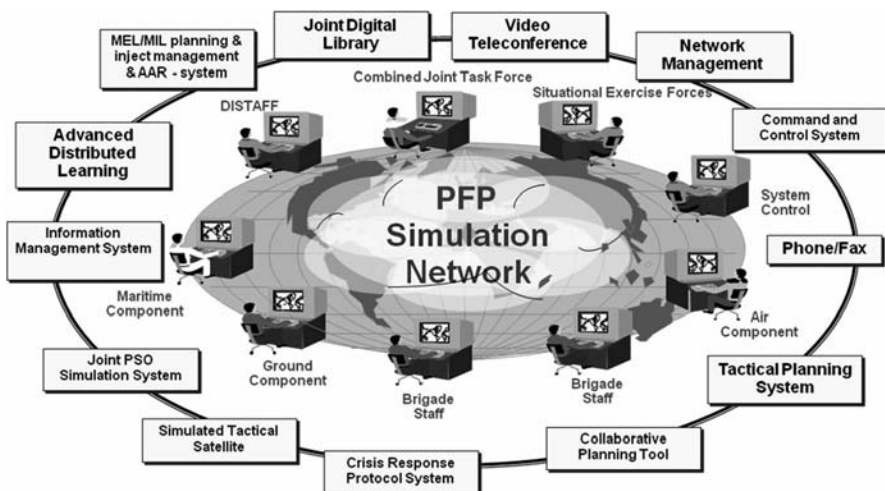 Joint Digital
Library
Video
Teleconference
MEL/MIL planning &
inject management
& AAR - system
Network
Management
Combined Joint Task Force
Situational Exercise Forces
DISTAFF
Command and
Control System
Advanced
Distributed
Learning
System
Control
PFP
Simulation
Network
Information
Management System
Phone/Fax
Maritime
Component
Air
Component
Joint PSO
Simulation System
Ground
Component
Brigade
Staff
Brigade
Staff
Tactical Planning
System
Simulated Tactical
Satellite
Collaborative
Planning Tool
Crisis Response
Protocol System